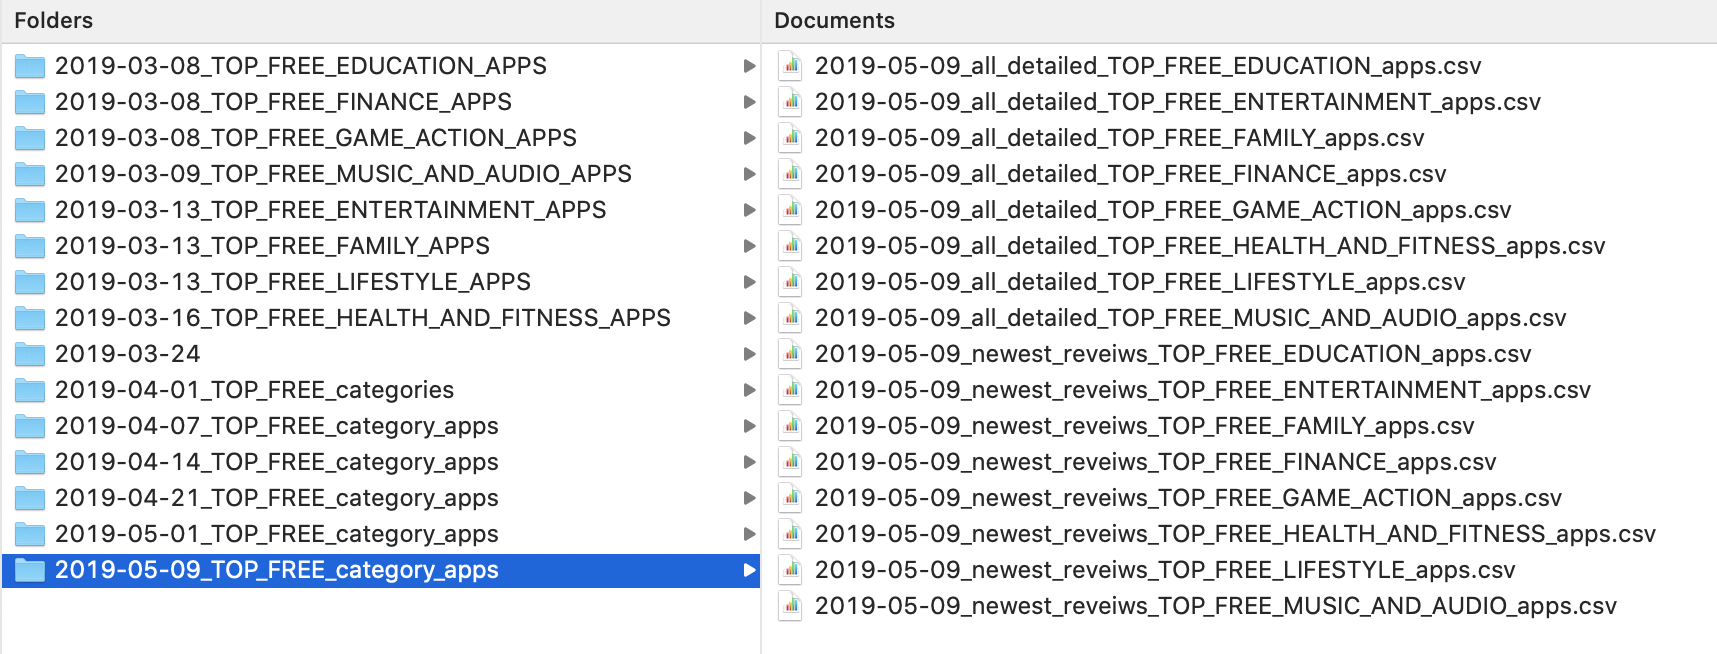 Folders
2019-03-08_TOP_FREE_EDUCATION_APPS
2019-03-08_TOP_FREE_FINANCE_APPS
2019-03-08_TOP_FREE_GAME_ACTION_APPS
2019-03-09_TOP_FREE_MUSIC_AND_AUDIO_APPS
2019-03-13_TOP_FREE_ENTERTAINMENT_APPS
2019-03-13_TOP_FREE_FAMILY_APPS
2019-03-13_TOP_FREE_LIFESTYLE_APPS
2019-03-16_TOP_FREE_HEALTH_AND_FITNESS_APPS
2019-03-24
2019-04-01_TOP_FREE_categories
2019-04-07_TOP_FREE_category_apps
2019-04-14_TOP_FREE_category_apps
2019-04-21_TOP_FREE_category_apps
2019-05-01_TOP_FREE_category_apps
2019-05-09_TOP_FREE_category_apps
Documents
2019-05-09_all_detailed_TOP_FREE_EDUCATION_apps.csv
2019-05-09_all_detailed_TOP_FREE_ENTERTAINMENT_apps.csv
2019-05-09_all_detailed_TOP_FREE_FAMILY_apps.csv
2019-05-09_all_detailed_TOP_FREE_FINANCE_apps.csv
2019-05-09_all_detailed_TOP_FREE_GAME_ACTION_apps.csv
2019-05-09_all_detailed_TOP_FREE_HEALTH_AND_FITNESS_apps.csv
2019-05-09_all_detailed_TOP_FREE_LIFESTYLE_apps.csv
2019-05-09_all_detailed_TOP_FREE_MUSIC_AND_AUDIO_apps.csv
2019-05-09_newest_reveiws_TOP_FREE_EDUCATION_apps.csv
2019-05-09_newest_reveiws_TOP_FREE_ENTERTAINMENT_apps.csv
2019-05-09_newest_reveiws_TOP_FREE_FAMILY_apps.csv
2019-05-09_newest_reveiws_TOP_FREE_FINANCE_apps.csv
2019-05-09_newest_reveiws_TOP_FREE_GAME_ACTION_apps.csv
2019-05-09_newest_reveiws_TOP_FREE_HEALTH_AND_FITNESS_apps.csv
2019-05-09_newest_reveiws_TOP_FREE_LIFESTYLE_apps.csv
2019-05-09_newest_reveiws_TOP_FREE_MUSIC_AND_AUDIO_apps.csv